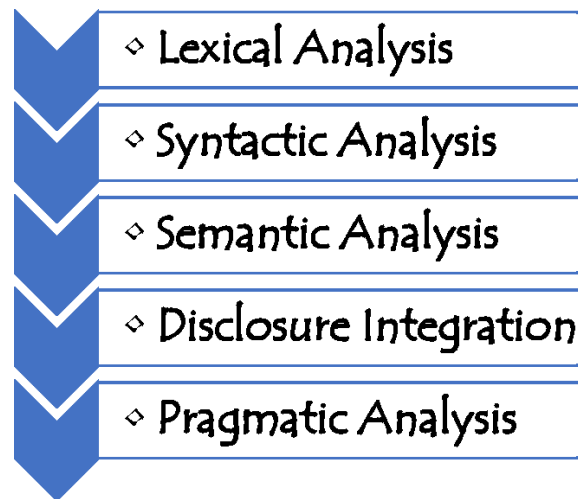 ◇ Lexical Analysis
◇ Syntactic Analysis
◇ Semantic Analysis
◇ Disclosure Integration
◇ Pragmatic Analysis